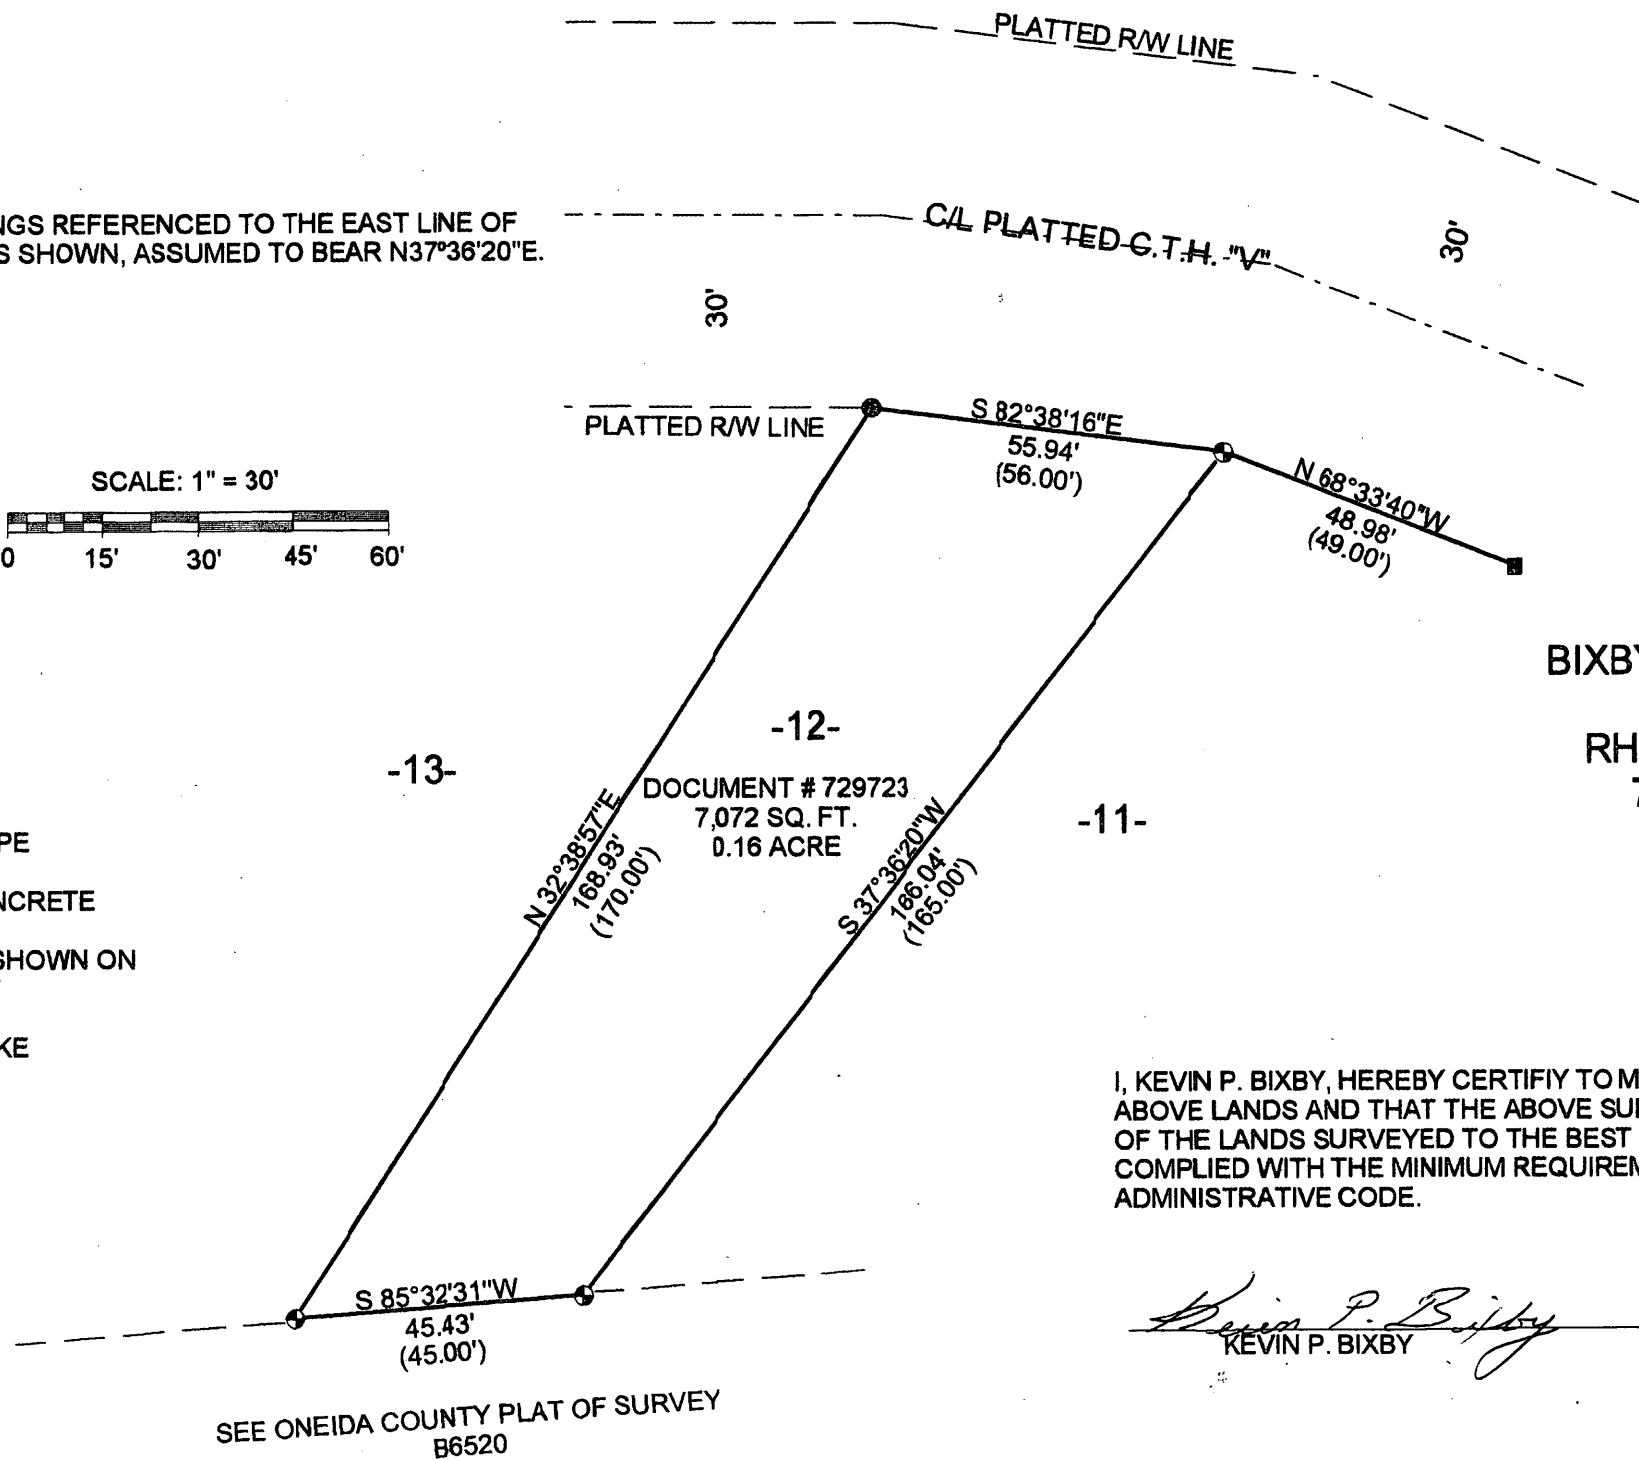 PLATTED R/W LINE
NGS REFERENCED TO THE EAST LINE OF
S SHOWN, ASSUMED TO BEAR N37°36'20"E.
C/L PLATTED C.T.H. "V"
30'
30'
PLATTED R/W LINE
S 82°38'16"E
55.94'
(56.00')
N 68°33'40"W
48.98'
(49.00')
SCALE: 1" = 30'
0 15' 30' 45' 60'
BIXBY
RH
-12-
-13-
DOCUMENT # 729723
7,072 SQ. FT.
0.16 ACRE
-11-
N 32°38'57"E
168.93'
(170.00')
S 37°36'20"W
166.04'
(165.00')
PE
NCRETE
SHOWN ON
KE
I, KEVIN P. BIXBY, HEREBY CERTIFIY TO M
ABOVE LANDS AND THAT THE ABOVE SU
OF THE LANDS SURVEYED TO THE BEST
COMPLIED WITH THE MINIMUM REQUIREM
ADMINISTRATIVE CODE.
S 85°32'31"W
45.43'
(45.00')
Kevin P. Bixby
KEVIN P. BIXBY
SEE ONEIDA COUNTY PLAT OF SURVEY
B6520